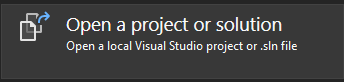 Open a project or solution
Open a local Visual Studio project or .sln file